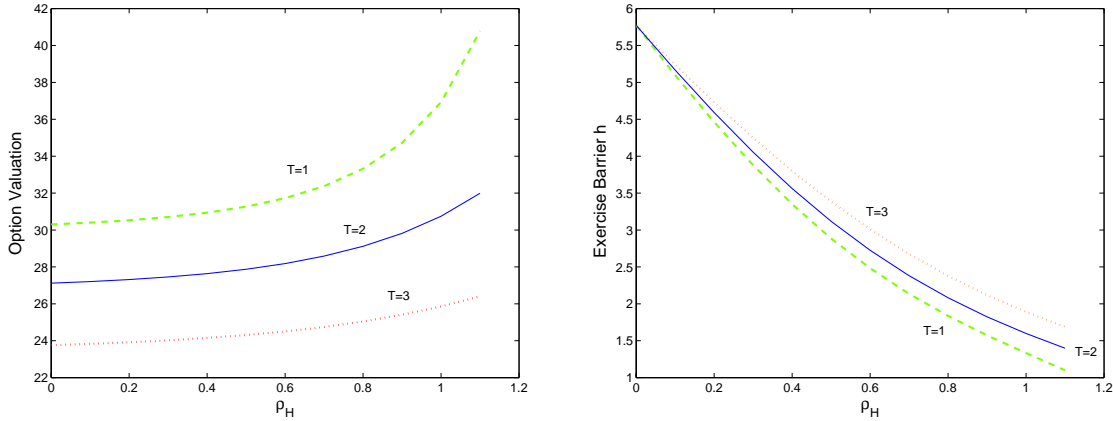 42
40
38
36
34
32
30
28
26
24
22
Option Valuation
T=1
T=2
T=3
0 0.2 0.4 0.6 0.8 1 1.2
ρ_H
6
5.5
5
4.5
4
3.5
3
2.5
2
1.5
1
Exercise Barrier h
T=3
T=1
T=2
0 0.2 0.4 0.6 0.8 1 1.2
ρ_H